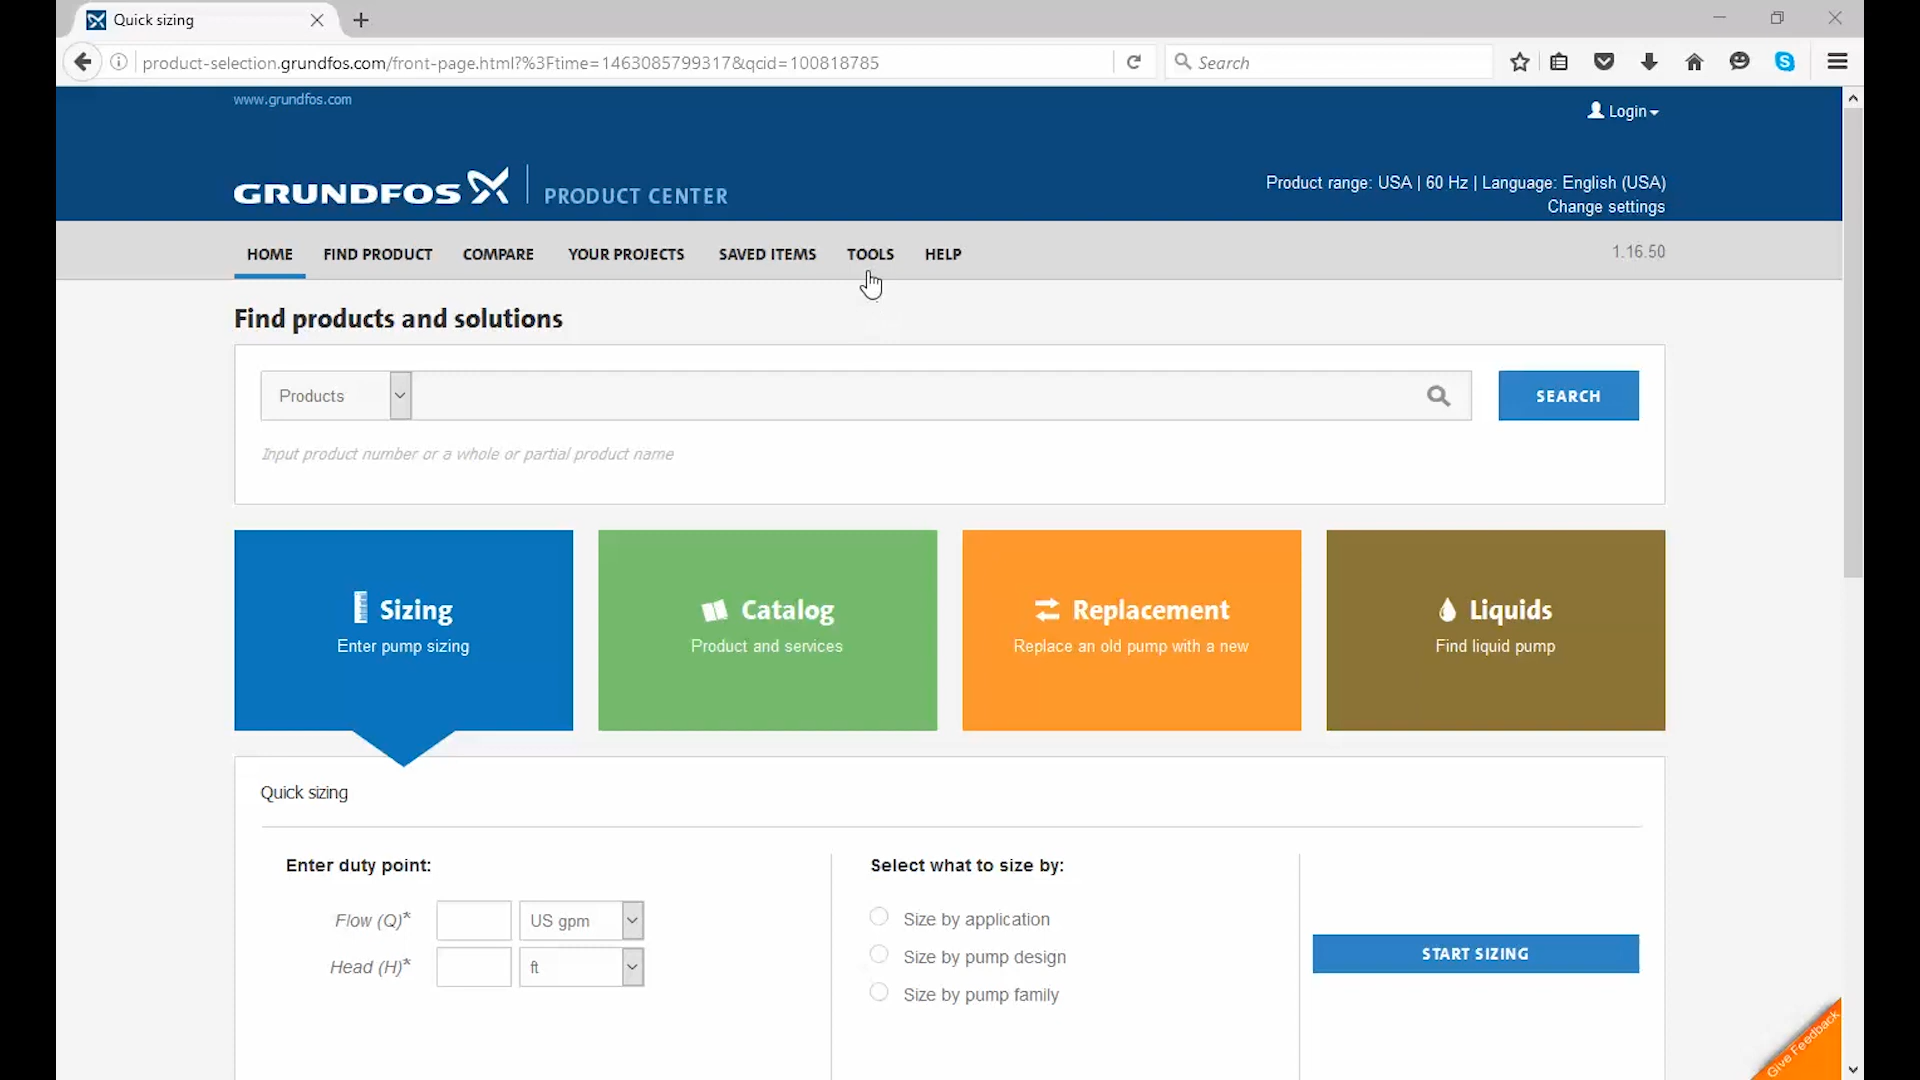 Quick sizing
product-selection.grundfos.com/front-page.html?%3Ftime=1463085799317&qcid=100818785
Search
www.grundfos.com
Login
GRUNDFOS PRODUCT CENTER
Product range: USA | 60 Hz | Language: English (USA)
Change settings
HOME FIND PRODUCT COMPARE YOUR PROJECTS SAVED ITEMS TOOLS HELP
1.16.50
Find products and solutions
Products
SEARCH
Input product number or a whole or partial product name
Sizing
Enter pump sizing
Catalog
Product and services
Replacement
Replace an old pump with a new
Liquids
Find liquid pump
Quick sizing
Enter duty point:
Flow (Q)* US gpm
Head (H)* ft
Select what to size by:
Size by application
Size by pump design
Size by pump family
START SIZING
Give Feedback